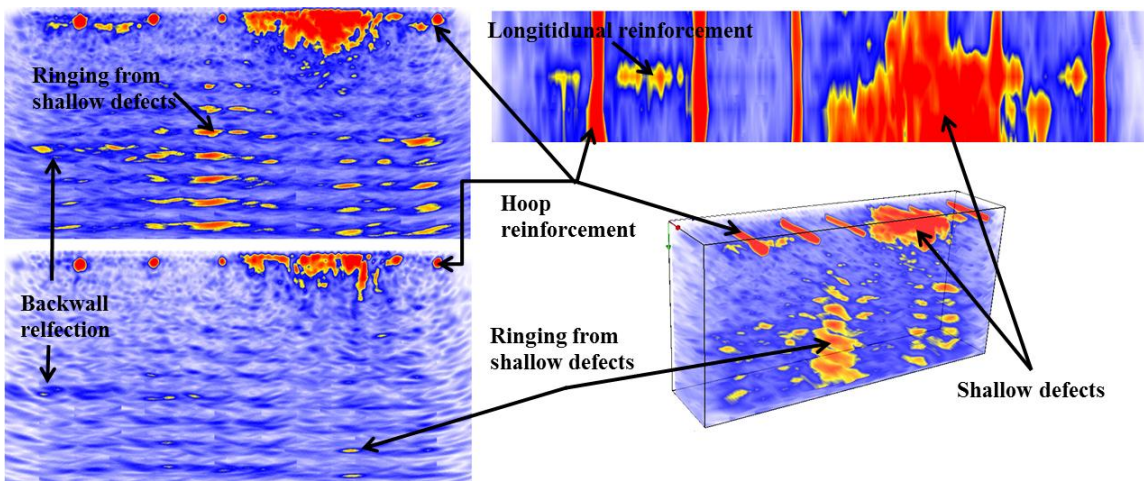 Ringing from
shallow defects
Longitidunal reinforcement
Hoop
reinforcement
Backwall
relfection
Ringing from
shallow defects
Shallow defects